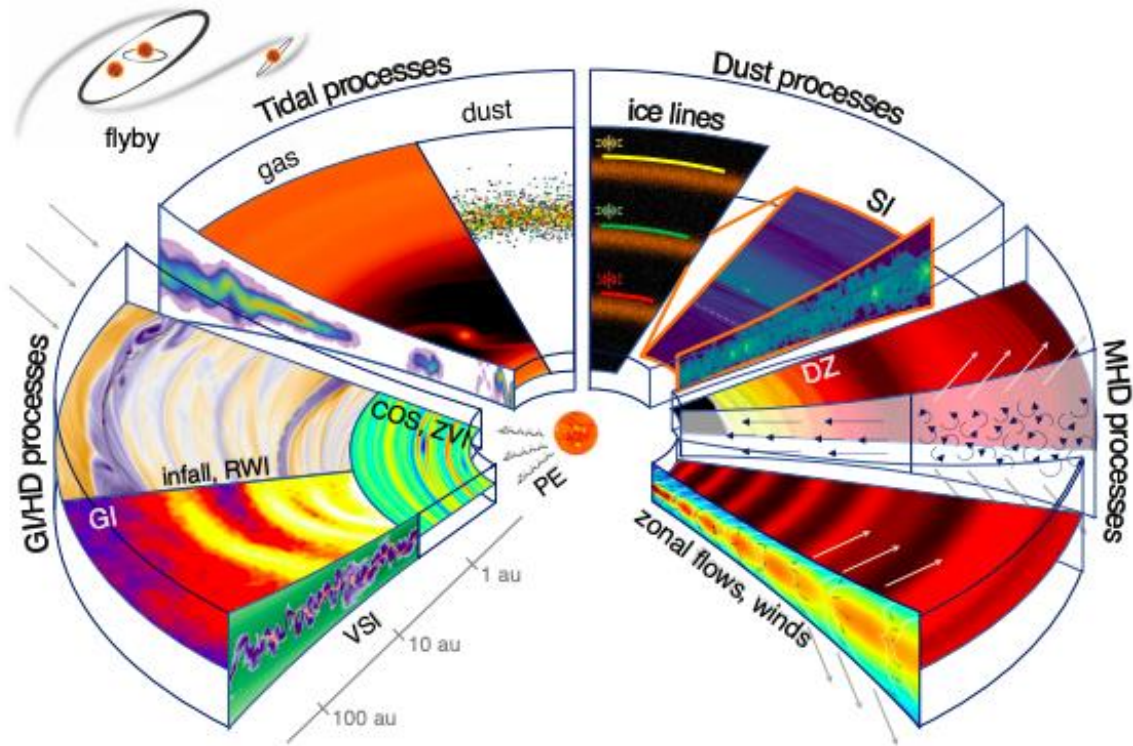 flyby
Tidal processes
gas
dust
Dust processes
ice lines
SI
GI/HD processes
infall, RWI
COS, ZVI
GI
VSI
PE
1 au
10 au
100 au
DZ
MHD processes
zonal flows, winds